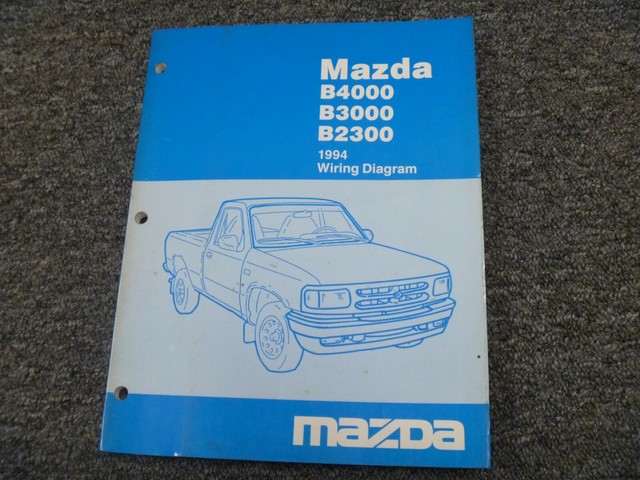 Mazda
B4000
B3000
B2300
1994
Wiring Diagram
mazda